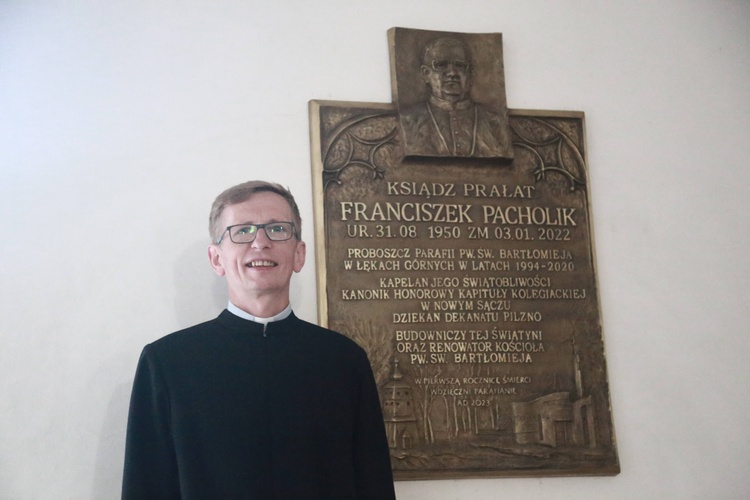 KSIĄDZ PRAŁAT
FRANCISZEK PACHOLIK
UR. 31. 08 1950 ZM 03.01. 2022
PROBOSZCZ PARAFII PW. ŚW. BARTŁOMIEJA
W ŁĘKACH GÓRNYCH W LATACH 1994-2020
KAPELAN JEGO ŚWIĄTOBLIWOŚCI
KANONIK HONOROWY KAPITUŁY KOLEGIACKIEJ
W NOWYM SĄCZU
DZIEKAN DEKANATU PILZNO
BUDOWNICZY TEJ ŚWIĄTYNI
ORAZ RENOWATOR KOŚCIOŁA
PW. ŚW. BARTŁOMIEJA
W PIERWSZĄ ROCZNICĘ ŚMIERCI
WDZIĘCZNI PARAFIANIE
AD 2023